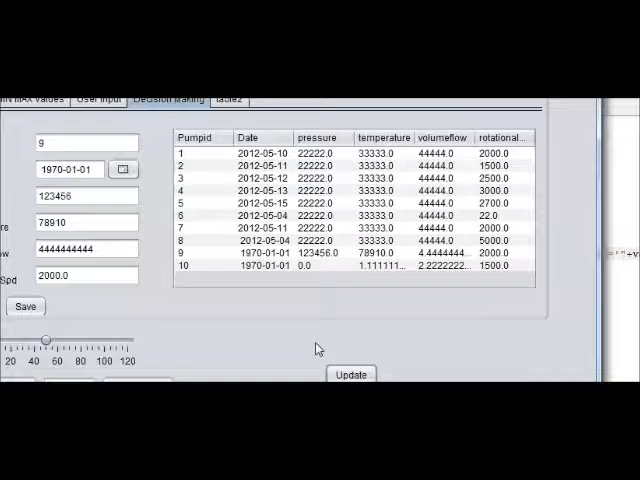 MIN MAX Values User Input Decision Making table2
Pumpid Date pressure temperature volumeflow rotational...
9
1 2012-05-10 22222.0 33333.0 44444.0 2000.0
2 2012-05-11 22222.0 33333.0 44444.0 1500.0
1970-01-01
3 2012-05-12 22222.0 33333.0 44444.0 2500.0
4 2012-05-13 22222.0 33333.0 44444.0 3000.0
123456
5 2012-05-15 22222.0 33333.0 44444.0 2700.0
6 2012-05-04 22222.0 33333.0 44444.0 22.0
re 78910
7 2012-05-11 22222.0 33333.0 44444.0 2000.0
8 2012-05-04 22222.0 33333.0 44444.0 5000.0
ow 4444444444
9 1970-01-01 123456.0 78910.0 4.4444444... 2000.0
10 1970-01-01 0.0 1.111111... 2.2222222... 1500.0
Spd 2000.0
="'"+v
Save
20 40 60 80 100 120
Update